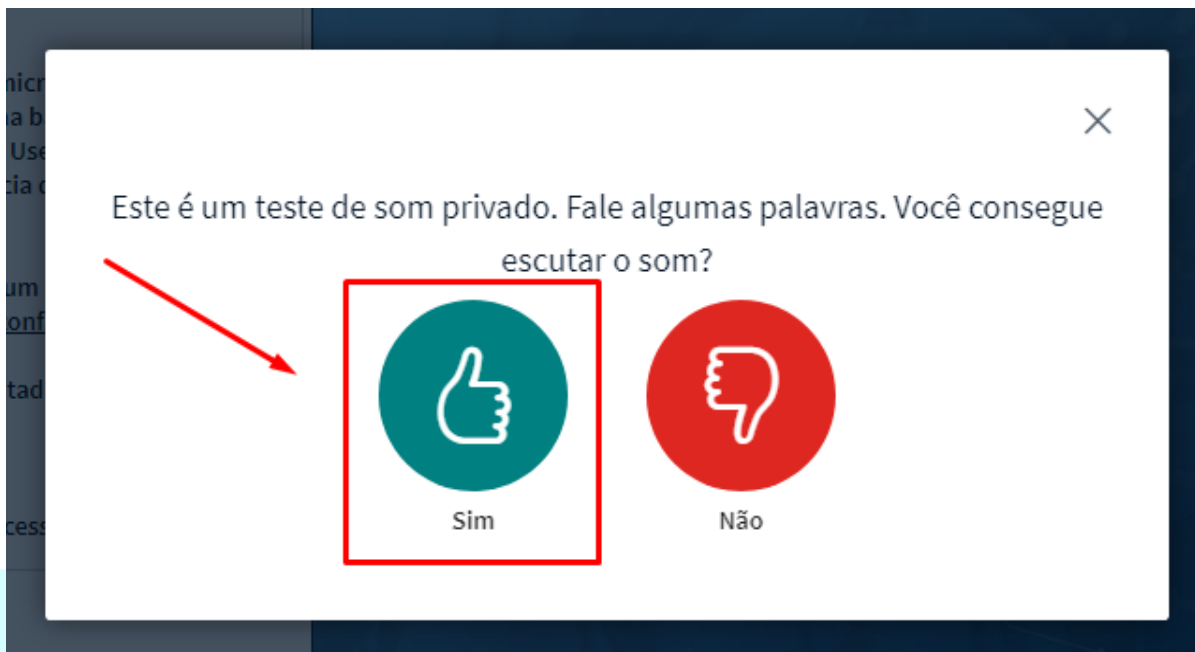 Este é um teste de som privado. Fale algumas palavras. Você consegue
escutar o som?
Sim
Não